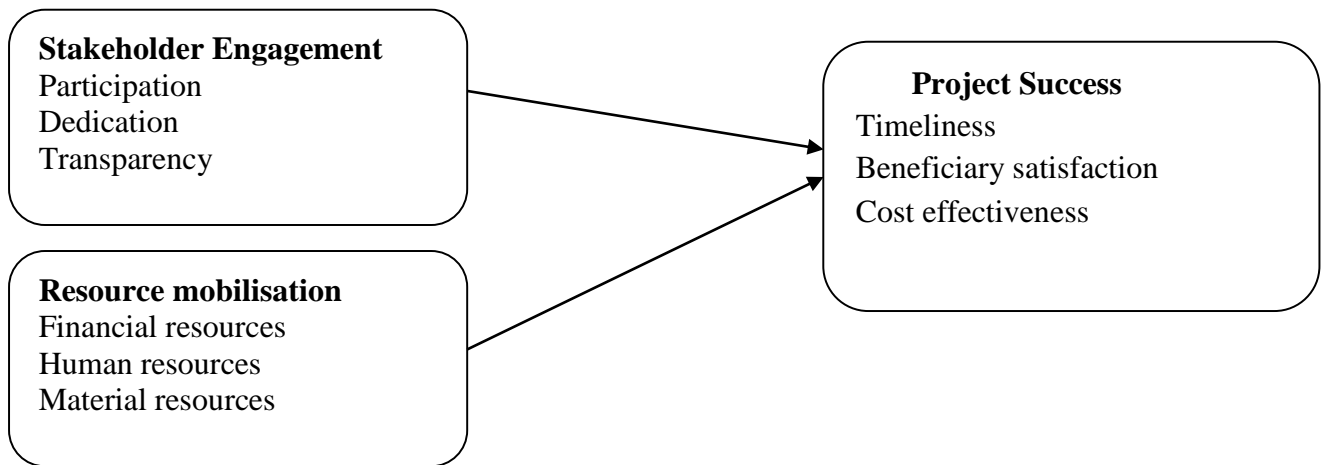 Stakeholder Engagement
Participation
Dedication
Transparency
Project Success
Timeliness
Beneficiary satisfaction
Cost effectiveness
Resource mobilisation
Financial resources
Human resources
Material resources